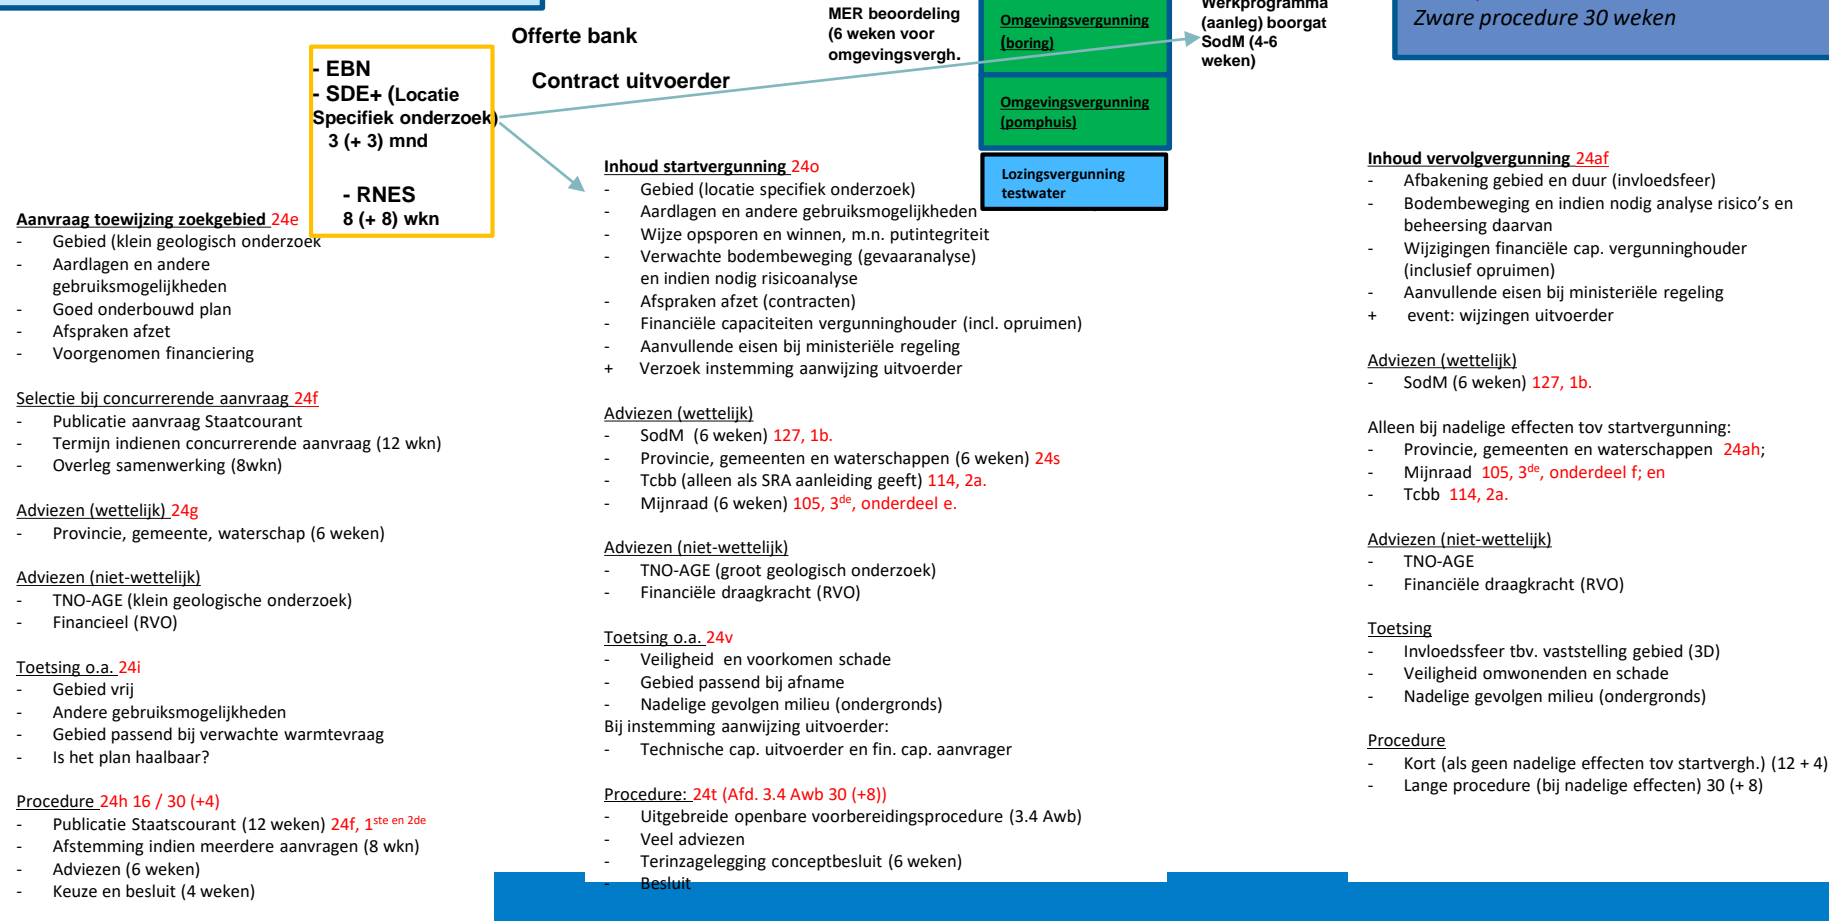 MER beoordeling
(6 weken voor
omgevingsvergh.
Omgevingsvergunning
(boring)
Werkprogramma
(aanleg) boorgat
SodM (4-6
weken)
Zware procedure 30 weken
Offerte bank
Contract uitvoerder
- EBN
- SDE+ (Locatie
Specifiek onderzoek)
3 (+ 3) mnd
- RNES
8 (+ 8) wkn
Omgevingsvergunning
(pomphuis)
Lozingsvergunning
testwater
Aanvraag toewijzing zoekgebied 24e
- Gebied (klein geologisch onderzoek
- Aardlagen en andere
gebruiksmogelijkheden
- Goed onderbouwd plan
- Afspraken afzet
- Voorgenomen financiering
Selectie bij concurrerende aanvraag 24f
- Publicatie aanvraag Staatcourant
- Termijn indienen concurrerende aanvraag (12 wkn)
- Overleg samenwerking (8wkn)
Adviezen (wettelijk) 24g
- Provincie, gemeente, waterschap (6 weken)
Adviezen (niet-wettelijk)
- TNO-AGE (klein geologische onderzoek)
- Financieel (RVO)
Toetsing o.a. 24i
- Gebied vrij
- Andere gebruiksmogelijkheden
- Gebied passend bij verwachte warmtevraag
- Is het plan haalbaar?
Procedure 24h 16 / 30 (+4)
- Publicatie Staatscourant (12 weken) 24f, 1ste en 2de
- Afstemming indien meerdere aanvragen (8 wkn)
- Adviezen (6 weken)
- Keuze en besluit (4 weken)
Inhoud startvergunning 24o
- Gebied (locatie specifiek onderzoek)
- Aardlagen en andere gebruiksmogelijkheden
- Wijze opsporen en winnen, m.n. putintegriteit
- Verwachte bodembeweging (gevaaranalyse)
en indien nodig risicoanalyse
- Afspraken afzet (contracten)
- Financiële capaciteiten vergunninghouder (incl. opruimen)
- Aanvullende eisen bij ministeriële regeling
+ Verzoek instemming aanwijzing uitvoerder
Adviezen (wettelijk)
- SodM (6 weken) 127, 1b.
- Provincie, gemeenten en waterschappen (6 weken) 24s
- Tcbb (alleen als SRA aanleiding geeft) 114, 2a.
- Mijnraad (6 weken) 105, 3de, onderdeel e.
Adviezen (niet-wettelijk)
- TNO-AGE (groot geologisch onderzoek)
- Financiële draagkracht (RVO)
Toetsing o.a. 24v
- Veiligheid en voorkomen schade
- Gebied passend bij afname
- Nadelige gevolgen milieu (ondergronds)
Bij instemming aanwijzing uitvoerder:
- Technische cap. uitvoerder en fin. cap. aanvrager
Procedure: 24t (Afd. 3.4 Awb 30 (+8))
- Uitgebreide openbare voorbereidingsprocedure (3.4 Awb)
- Veel adviezen
- Terinzagelegging conceptbesluit (6 weken)
- Besluit
Inhoud vervolgvergunning 24af
- Afbakening gebied en duur (invloedsfeer)
- Bodembeweging en indien nodig analyse risico's en
beheersing daarvan
- Wijzigingen financiële cap. vergunninghouder
(inclusief opruimen)
- Aanvullende eisen bij ministeriële regeling
+ event: wijzingen uitvoerder
Adviezen (wettelijk)
- SodM (6 weken) 127, 1b.
Alleen bij nadelige effecten tov startvergunning:
- Provincie, gemeenten en waterschappen 24ah;
- Mijnraad 105, 3de, onderdeel f; en
- Tcbb 114, 2a.
Adviezen (niet-wettelijk)
- TNO-AGE
- Financiële draagkracht (RVO)
Toetsing
- Invloedssfeer tbv. vaststelling gebied (3D)
- Veiligheid omwonenden en schade
- Nadelige gevolgen milieu (ondergronds)
Procedure
- Kort (als geen nadelige effecten tov startvergh.) (12 + 4)
- Lange procedure (bij nadelige effecten) 30 (+ 8)